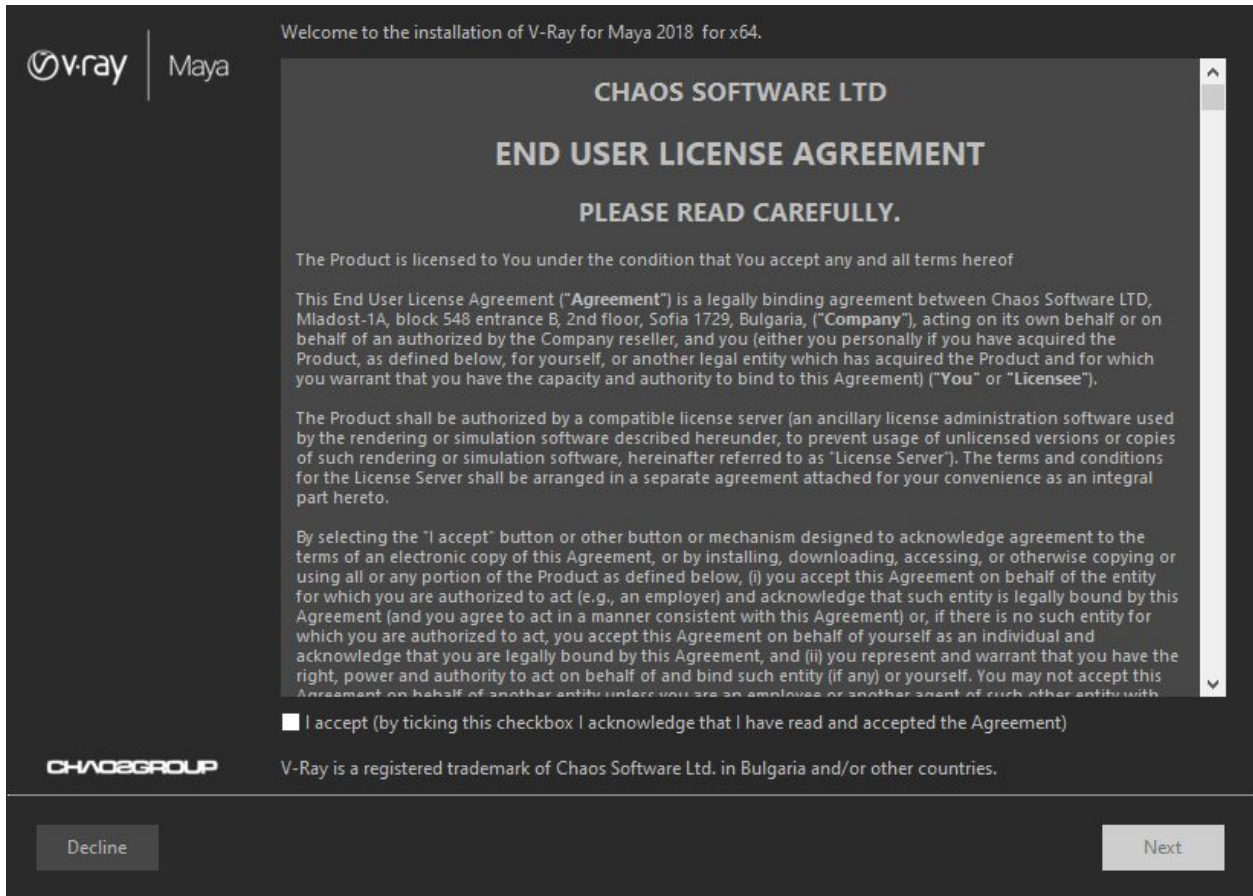 Welcome to the installation of V-Ray for Maya 2018 for x64.
v·ray
Maya
CHAOS SOFTWARE LTD
END USER LICENSE AGREEMENT
PLEASE READ CAREFULLY.
The Product is licensed to You under the condition that You accept any and all terms hereof
This End User License Agreement ("Agreement") is a legally binding agreement between Chaos Software LTD,
Mladost-1A, block 548 entrance B, 2nd floor, Sofia 1729, Bulgaria, ("Company"), acting on its own behalf or on
behalf of an authorized by the Company reseller, and you (either you personally if you have acquired the
Product, as defined below, for yourself, or another legal entity which has acquired the Product and for which
you warrant that you have the capacity and authority to bind to this Agreement) ("You" or "Licensee").
The Product shall be authorized by a compatible license server (an ancillary license administration software used
by the rendering or simulation software described hereunder, to prevent usage of unlicensed versions or copies
of such rendering or simulation software, hereinafter referred to as "License Server"). The terms and conditions
for the License Server shall be arranged in a separate agreement attached for your convenience as an integral
part hereto.
By selecting the "I accept" button or other button or mechanism designed to acknowledge agreement to the
terms of an electronic copy of this Agreement, or by installing, downloading, accessing, or otherwise copying or
using all or any portion of the Product as defined below, (i) you accept this Agreement on behalf of the entity
for which you are authorized to act (e.g., an employer) and acknowledge that such entity is legally bound by this
Agreement (and you agree to act in a manner consistent with this Agreement) or, if there is no such entity for
which you are authorized to act, you accept this Agreement on behalf of yourself as an individual and
acknowledge that you are legally bound by this Agreement, and (ii) you represent and warrant that you have the
right, power and authority to act on behalf of and bind such entity (if any) or yourself. You may not accept this
Agreement on behalf of another entity unless you are an employee or another agent of such other entity with
I accept (by ticking this checkbox I acknowledge that I have read and accepted the Agreement)
CHAOSGROUP
V-Ray is a registered trademark of Chaos Software Ltd. in Bulgaria and/or other countries.
Decline
Next